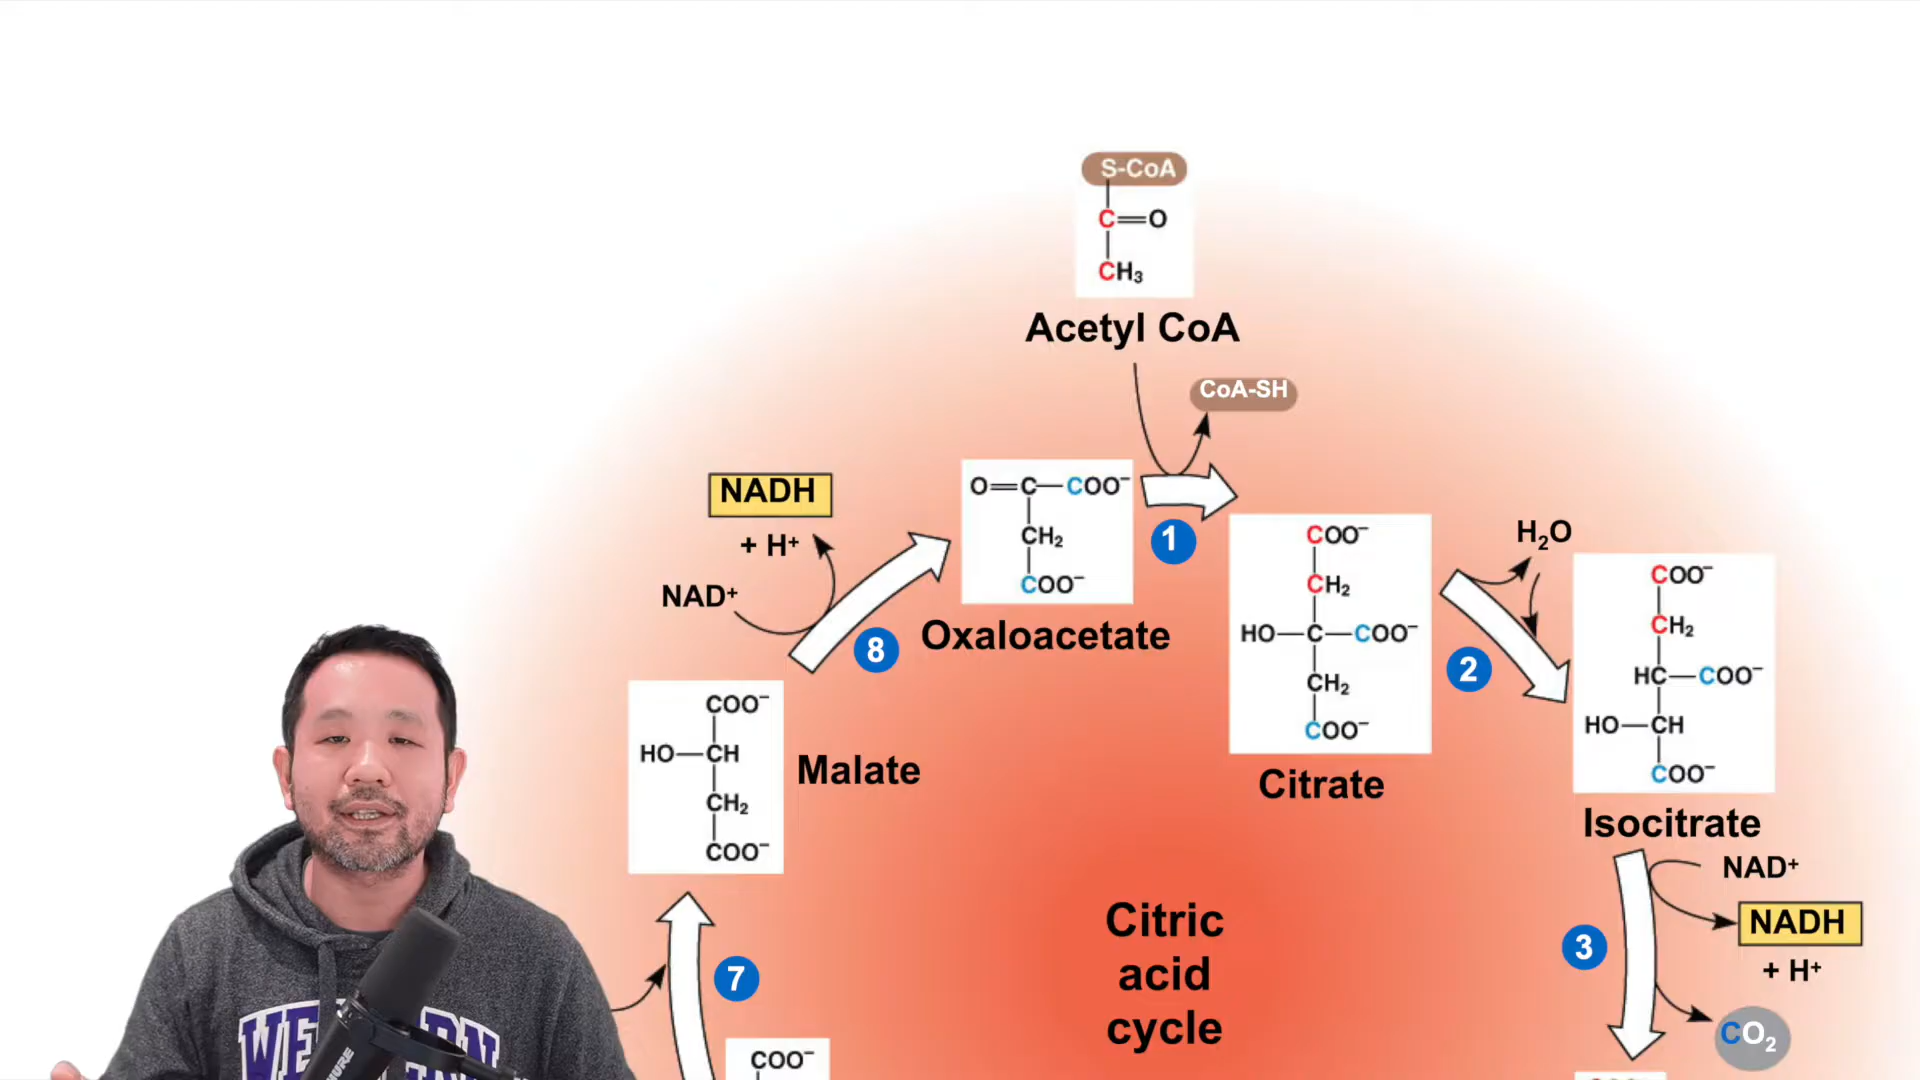 S-CoA
C=O
CH₃
Acetyl CoA
CoA-SH
NADH
+ H⁺
NAD⁺
O=C—COO⁻
CH₂
COO⁻
Oxaloacetate
1
8
COO⁻
CH₂
HO—C—COO⁻
CH₂
COO⁻
Citrate
H₂O
2
COO⁻
CH₂
HC—COO⁻
HO—CH
COO⁻
Isocitrate
COO⁻
HO—CH
CH₂
COO⁻
Malate
NAD⁺
NADH
+ H⁺
3
CO₂
7
Citric
acid
cycle
COO⁻
SHURE